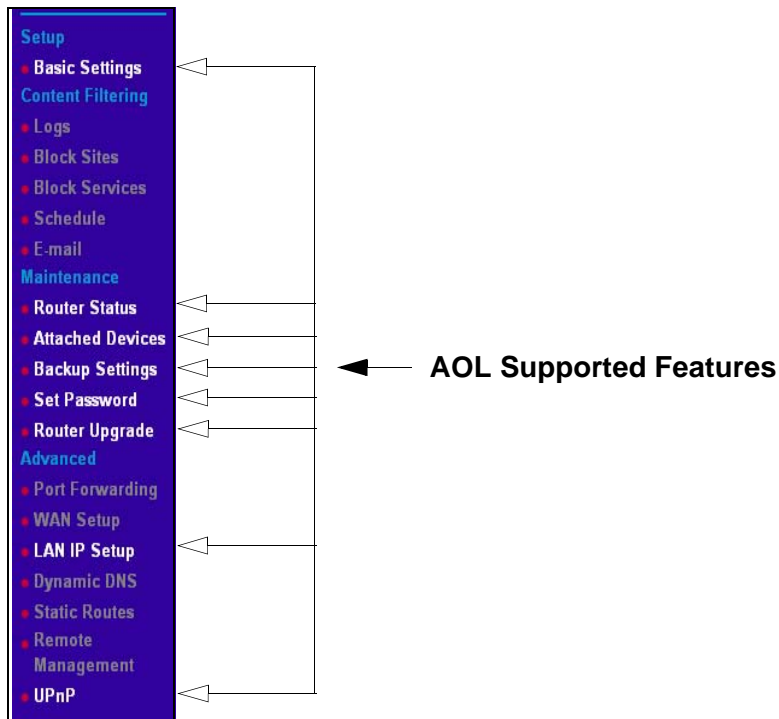 Setup
Basic Settings
Content Filtering
Logs
Block Sites
Block Services
Schedule
E-mail
Maintenance
Router Status
Attached Devices
Backup Settings
Set Password
Router Upgrade
Advanced
Port Forwarding
WAN Setup
LAN IP Setup
Dynamic DNS
Static Routes
Remote
Management
UPnP
AOL Supported Features